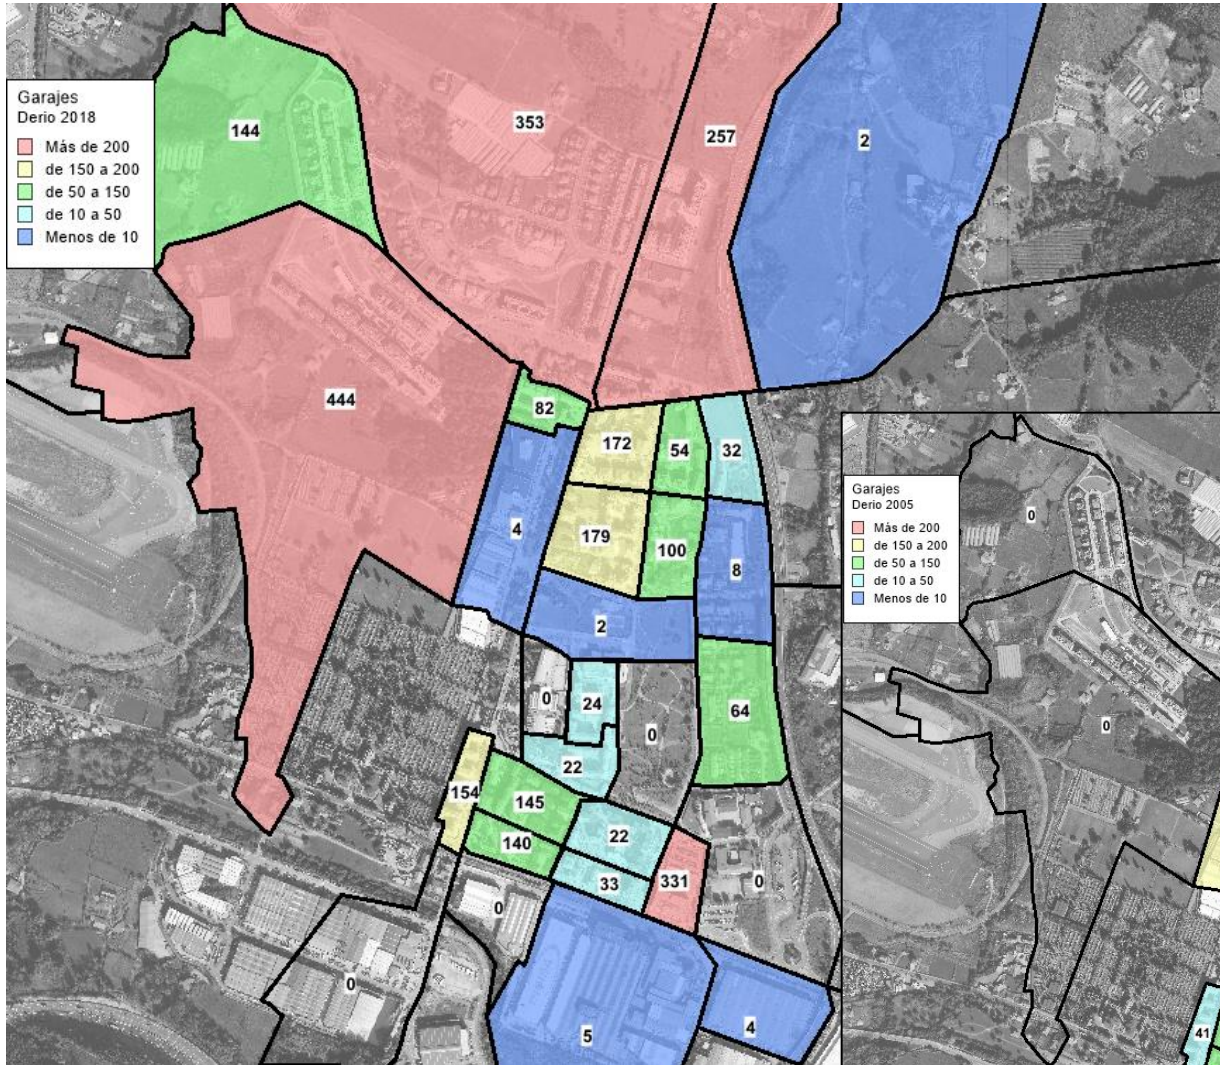 144
353
257
2
Garajes
Derio 2018
Más de 200
de 150 a 200
de 50 a 150
de 10 a 50
Menos de 10
444
82
172
54
32
4
179
100
8
2
0
24
0
64
22
154
145
140
22
33
331
0
0
0
5
4
Garajes
Derio 2005
Más de 200
de 150 a 200
de 50 a 150
de 10 a 50
Menos de 10
0
0
41